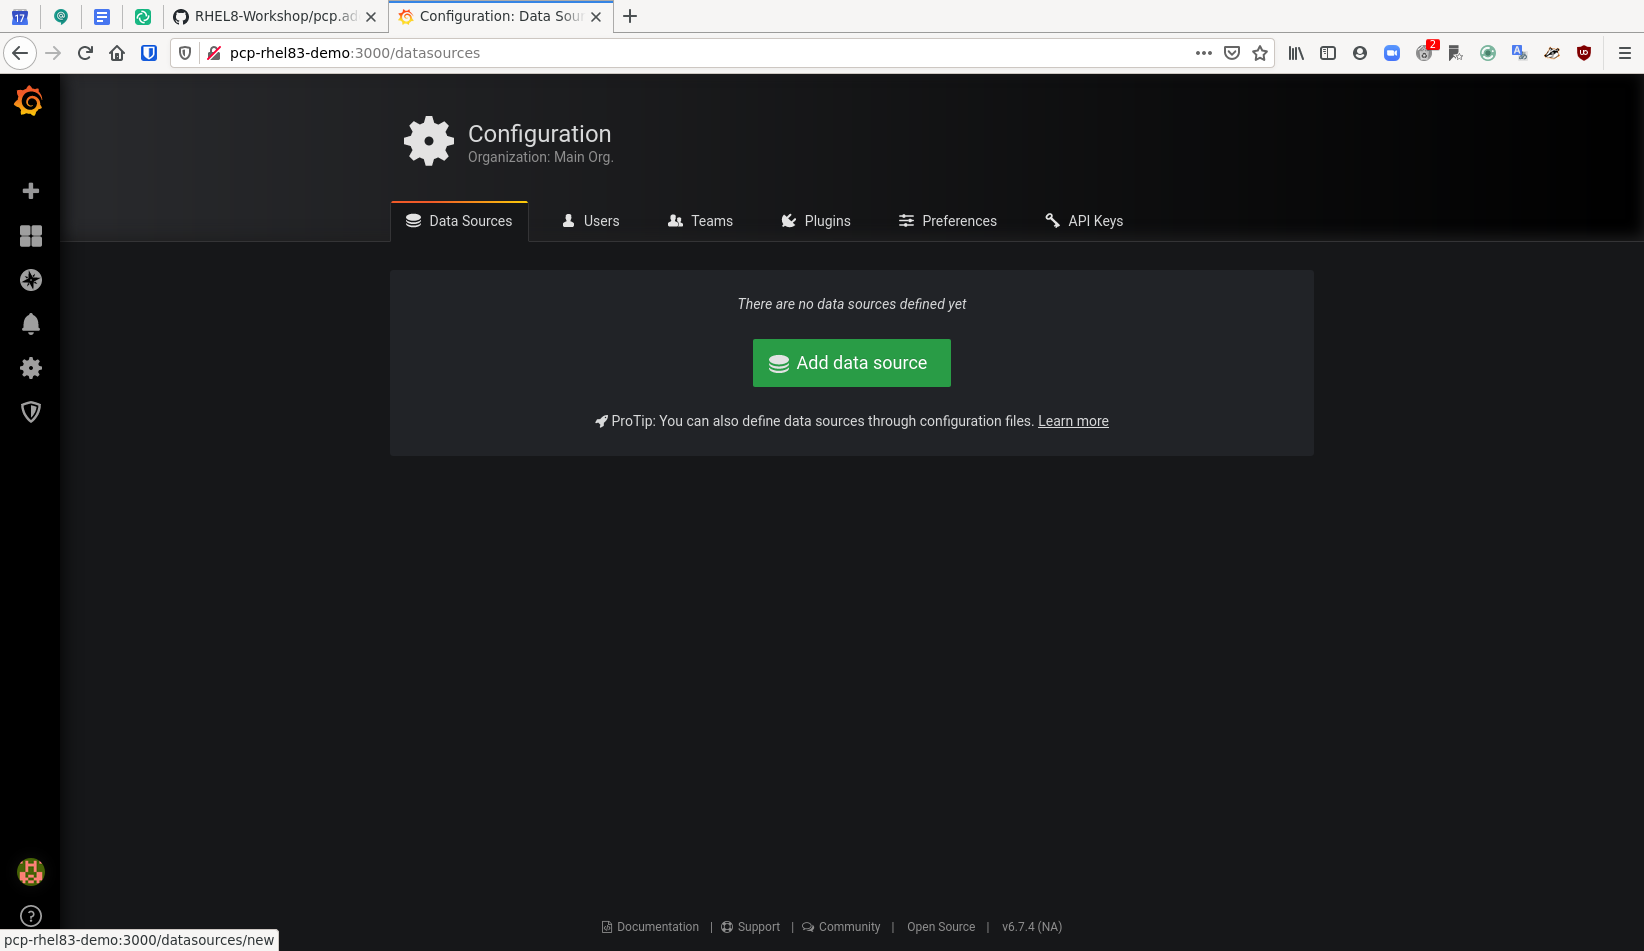 17
RHEL8-Workshop/pcp.ad
Configuration: Data Sour
pcp-rhel83-demo:3000/datasources
2
Configuration
Organization: Main Org.
Data Sources Users Teams Plugins Preferences API Keys
There are no data sources defined yet
Add data source
ProTip: You can also define data sources through configuration files. Learn more
Documentation | Support | Community | Open Source | v6.7.4 (NA)
pcp-rhel83-demo:3000/datasources/new